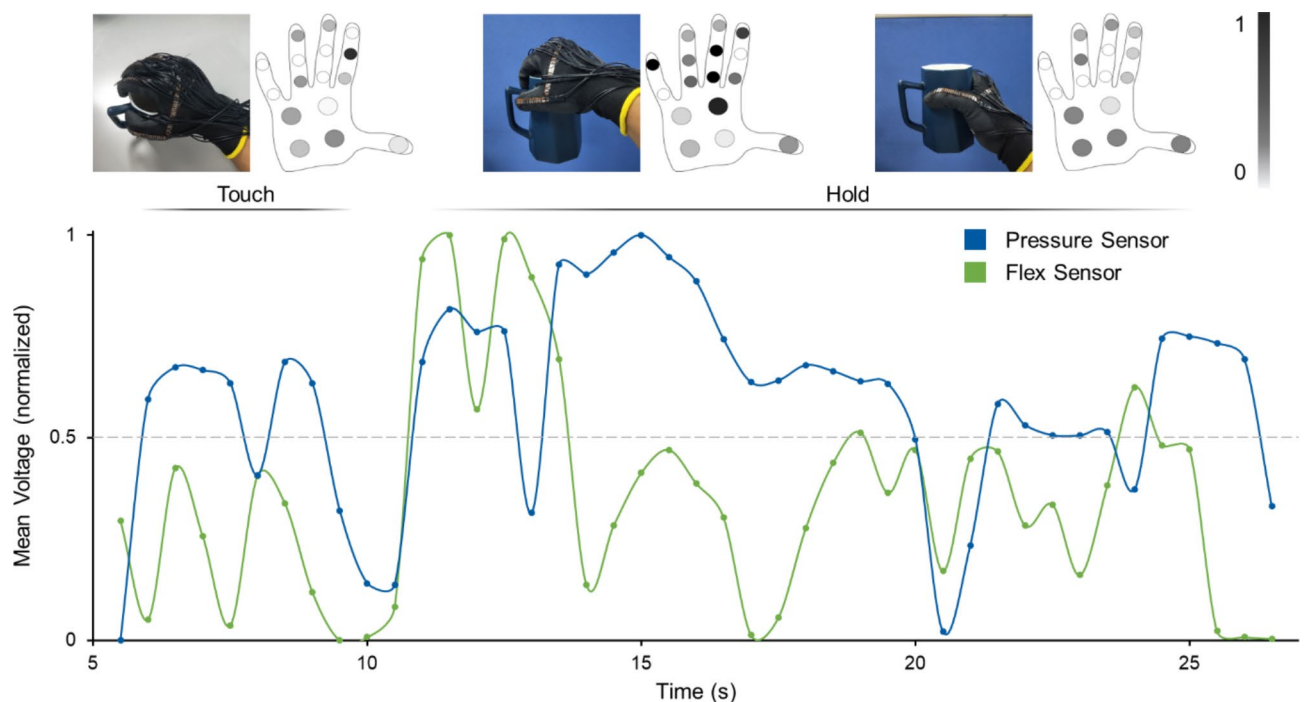 1
0
Touch
Hold
Pressure Sensor
Flex Sensor
Mean Voltage (normalized)
1
0.5
0
5
10
15
20
25
Time (s)